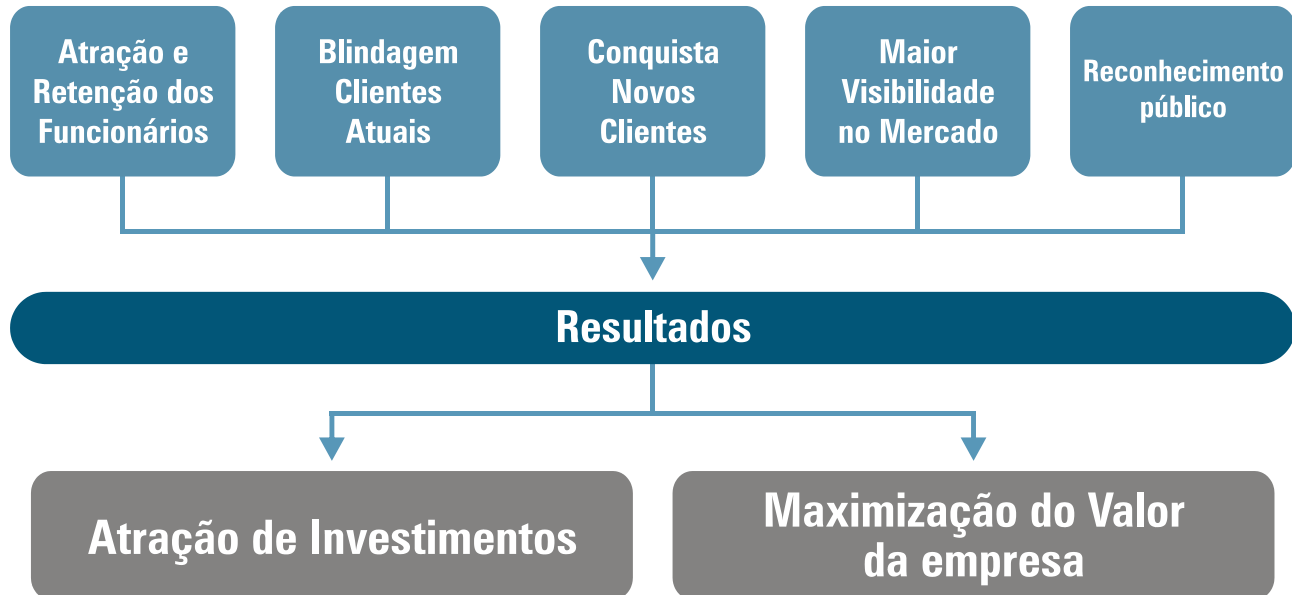 Atração e
Retenção dos
Funcionários
Blindagem
Clientes
Atuais
Conquista
Novos
Clientes
Maior
Visibilidade
no Mercado
Reconhecimento
público
Resultados
Atração de Investimentos
Maximização do Valor
da empresa